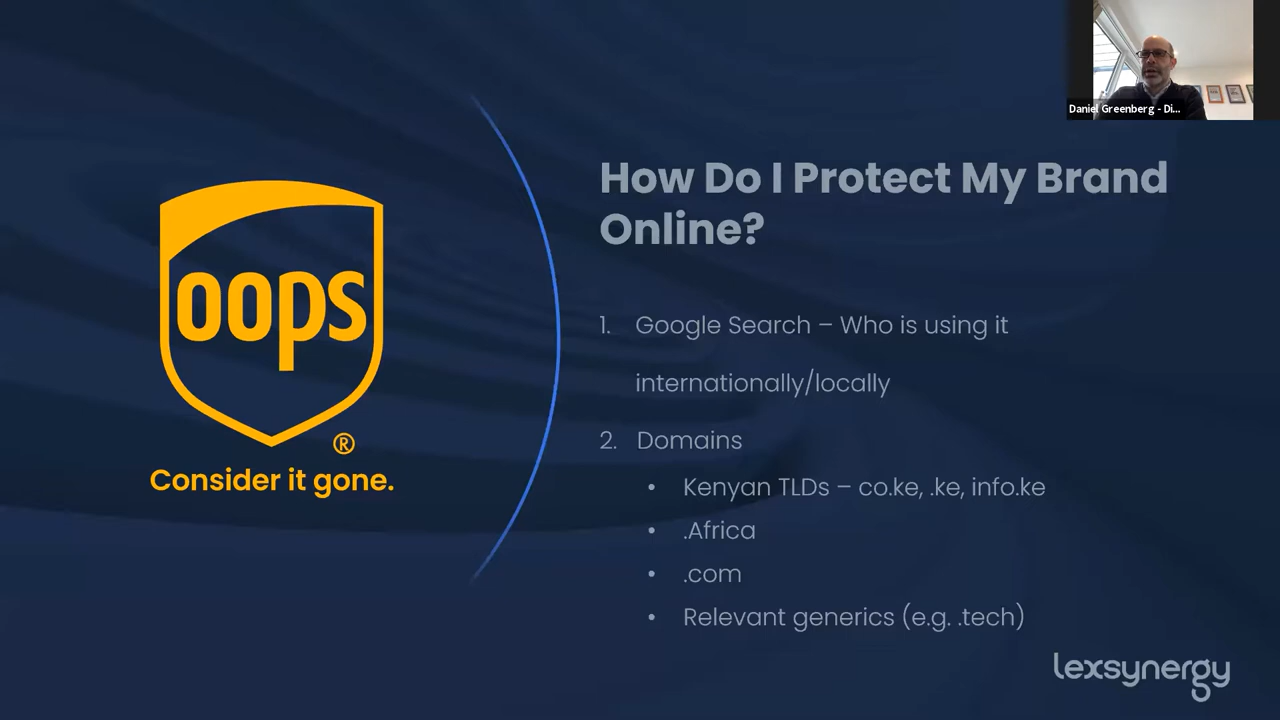 Daniel Greenberg - Di...
How Do I Protect My Brand
Online?
oops
®
Consider it gone.
1. Google Search – Who is using it
internationally/locally
2. Domains
• Kenyan TLDs – co.ke, .ke, info.ke
• .Africa
• .com
• Relevant generics (e.g. .tech)
lexsynergy